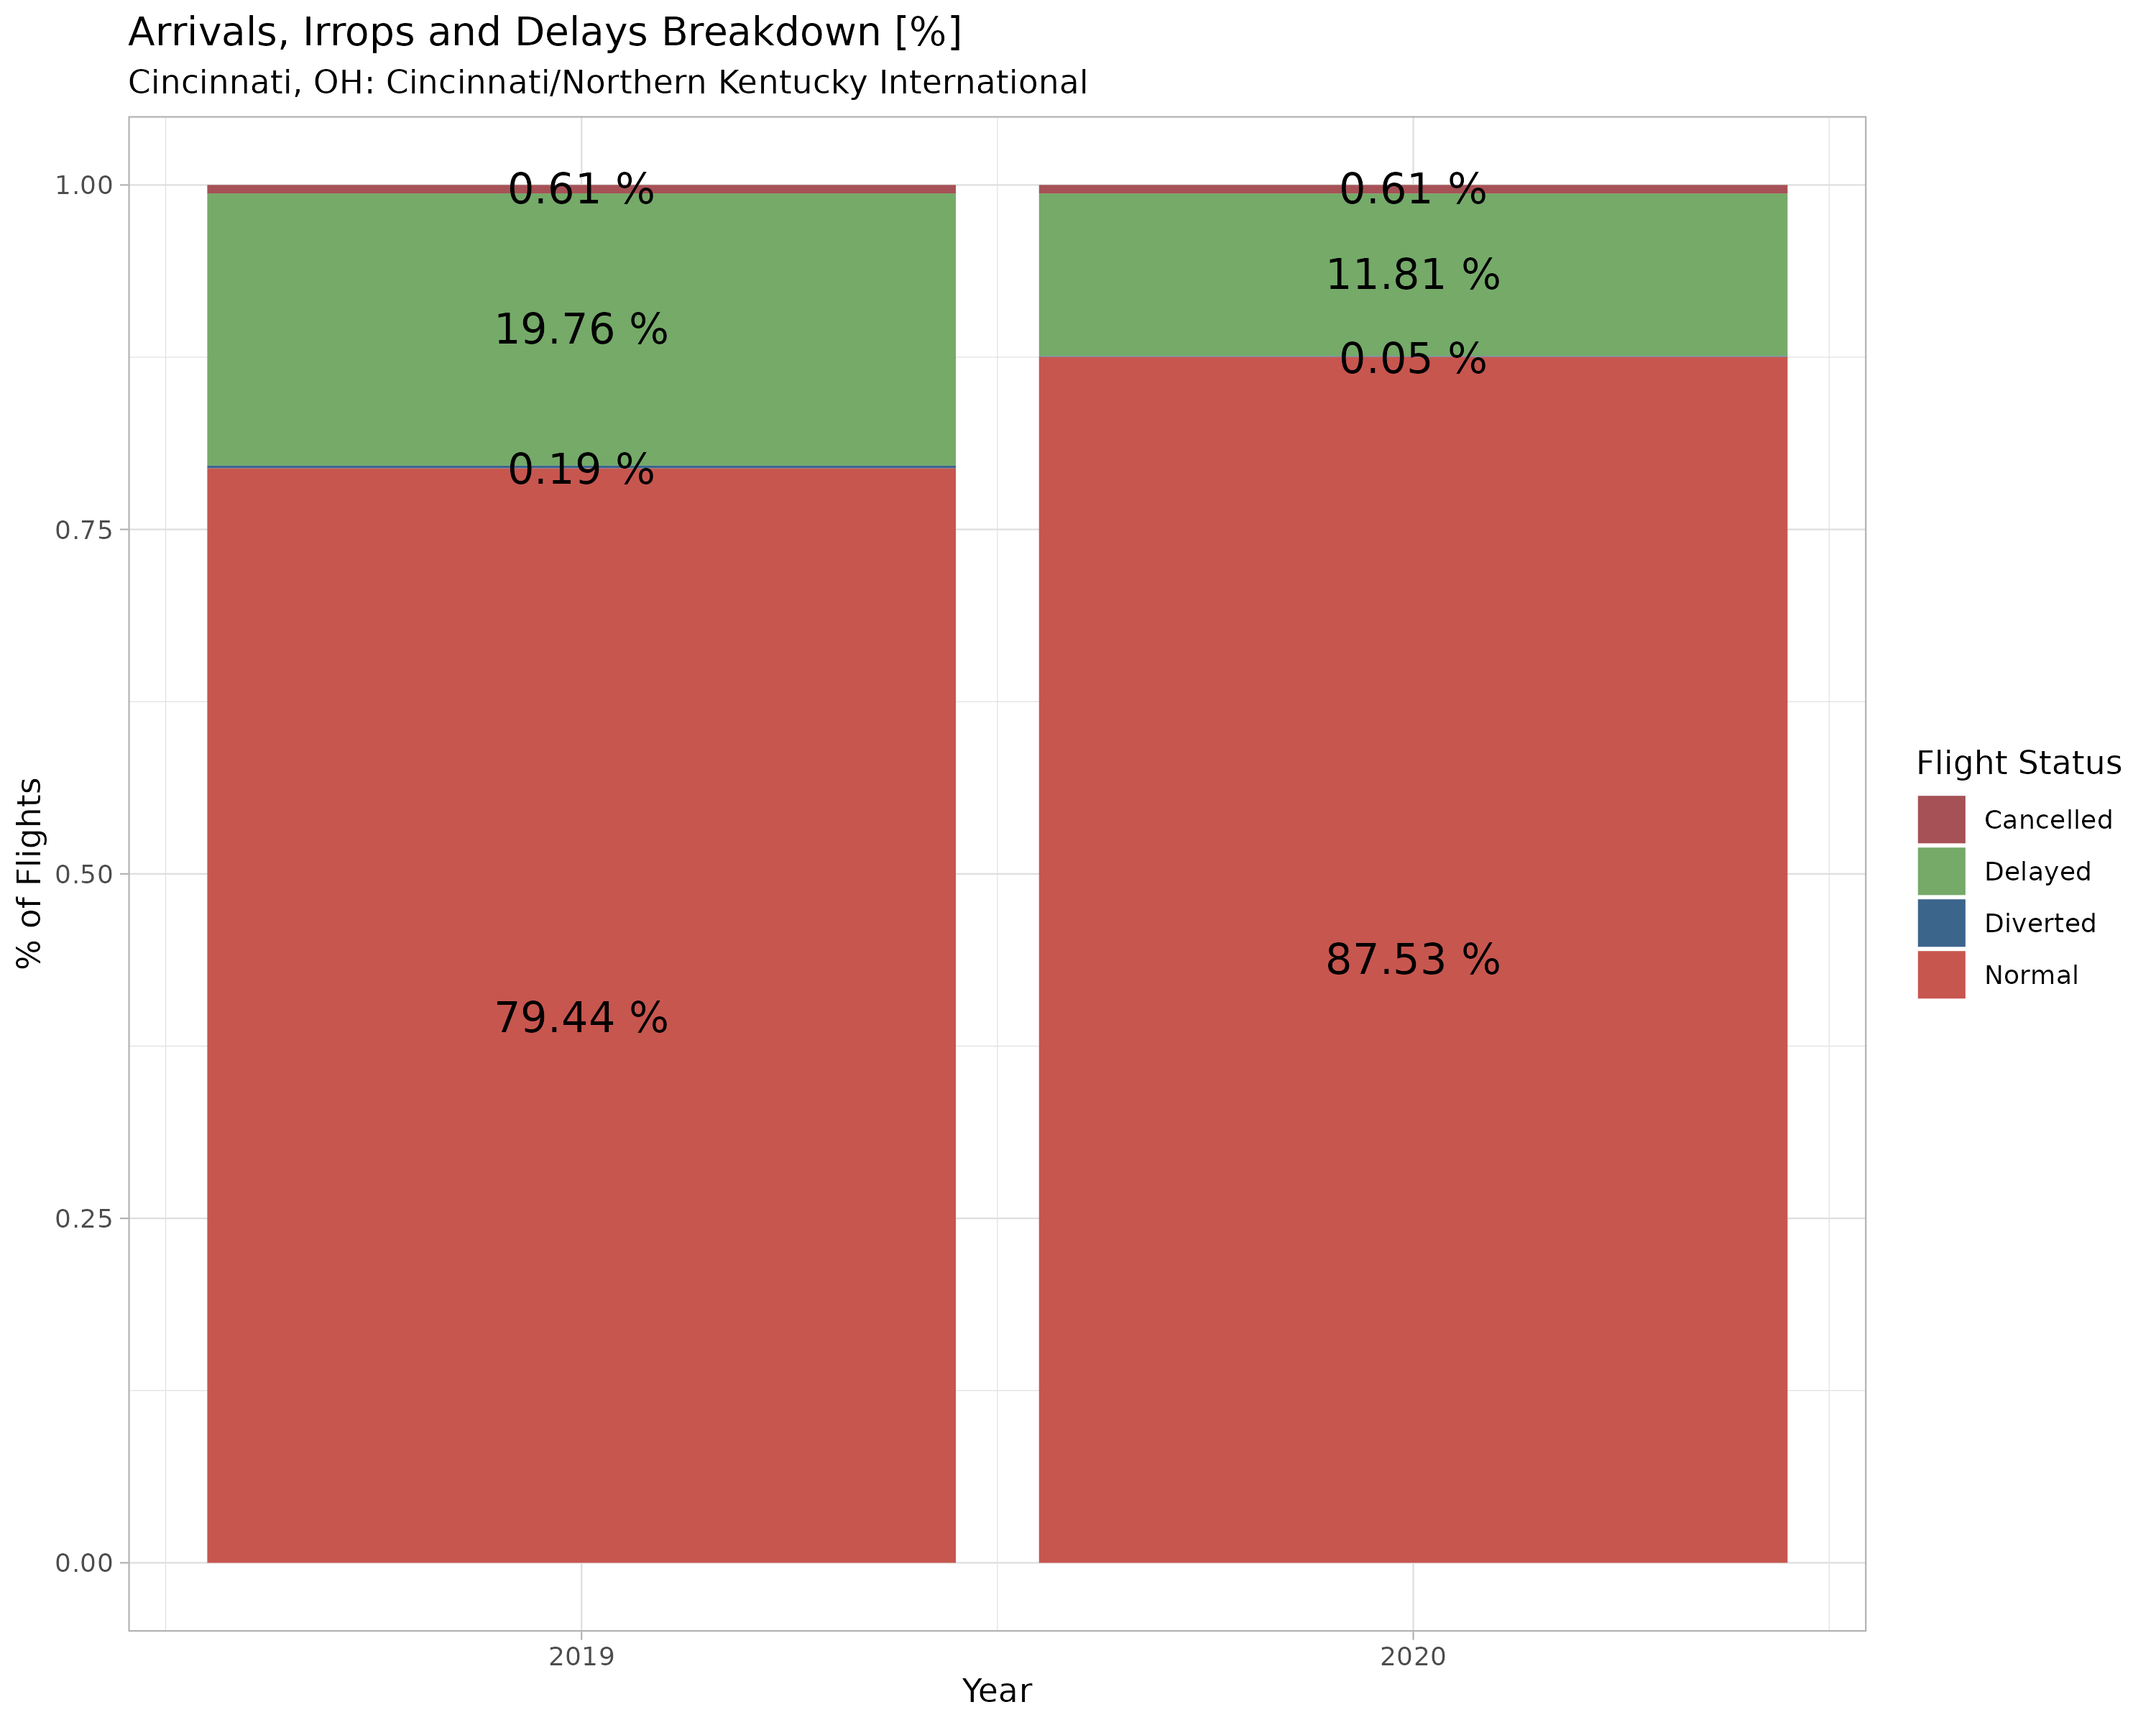 Arrivals, Irrops and Delays Breakdown [%]
Cincinnati, OH: Cincinnati/Northern Kentucky International
% of Flights
1.00
0.75
0.50
0.25
0.00
0.61 %
19.76 %
0.19 %
79.44 %
0.61 %
11.81 %
0.05 %
87.53 %
2019
2020
Year
Flight Status
Cancelled
Delayed
Diverted
Normal